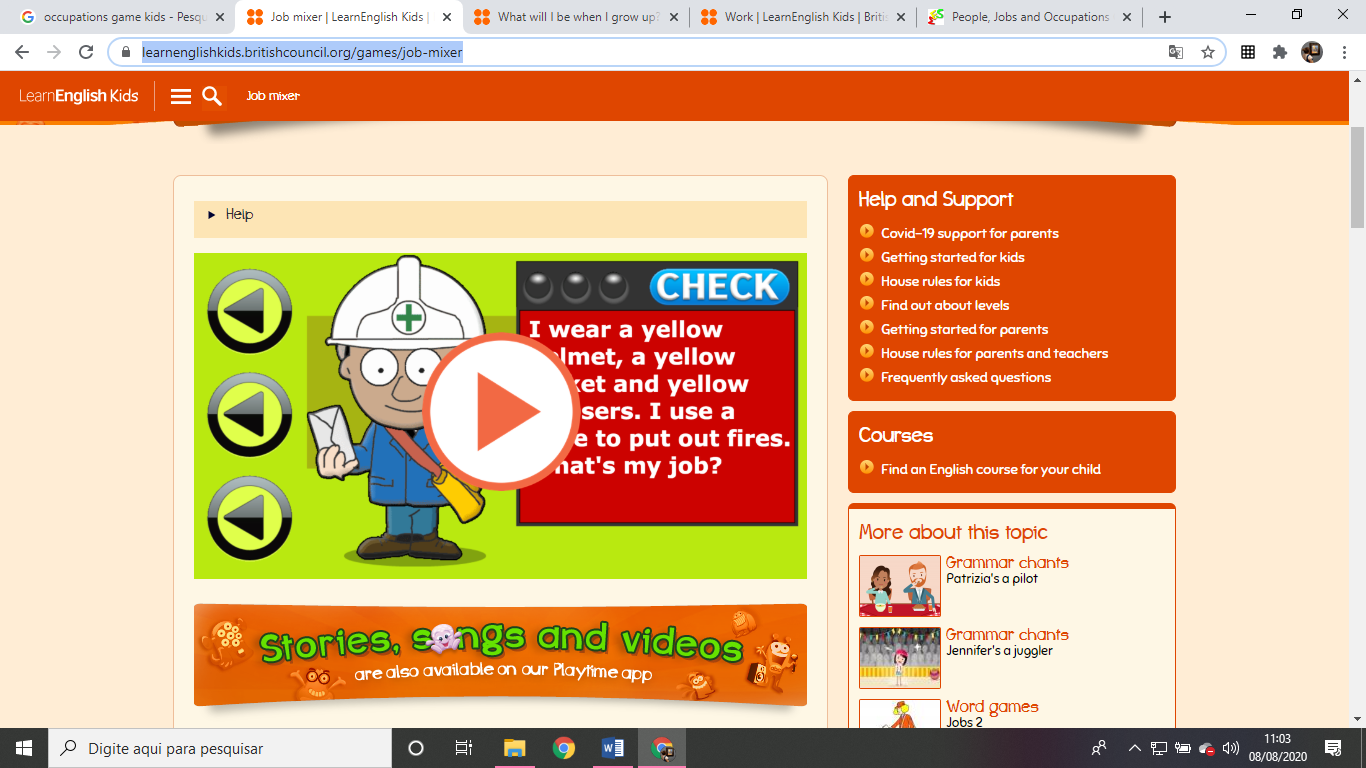 occupations game kids - Pesqu
Job mixer | LearnEnglish Kids |
What will I be when I grow up?
Work | LearnEnglish Kids | Britis
People, Jobs and Occupations
learnenglishkids.britishcouncil.org/games/job-mixer
LearnEnglish Kids
Job mixer
Help
CHECK
I wear a yellow
lmet, a yellow
ket and yellow
sers. I use a
e to put out fires.
hat's my job?
Stories, songs and videos
are also available on our Playtime app
Help and Support
Covid-19 support for parents
Getting started for kids
House rules for kids
Find out about levels
Getting started for parents
House rules for parents and teachers
Frequently asked questions
Courses
Find an English course for your child
More about this topic
Grammar chants
Patrizia's a pilot
Grammar chants
Jennifer's a juggler
Word games
Jobs 2
Digite aqui para pesquisar
11:03
08/08/2020